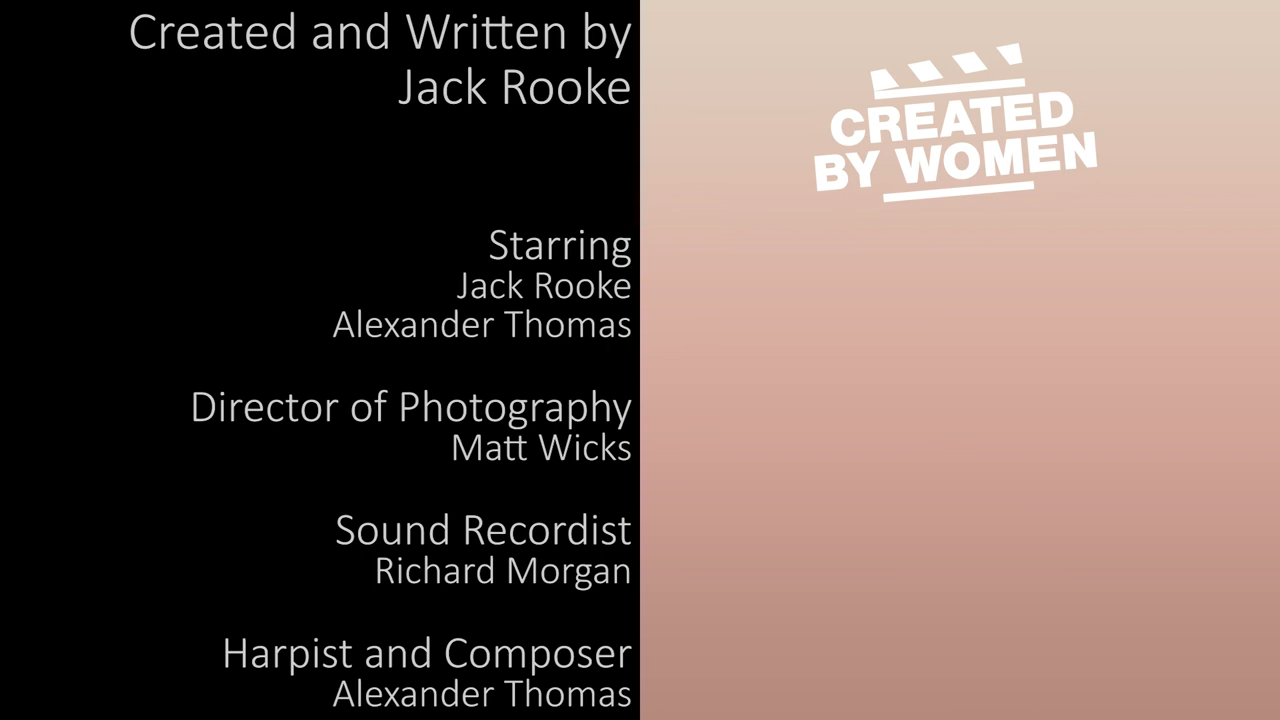 Created and Written by
Jack Rooke
Starring
Jack Rooke
Alexander Thomas
Director of Photography
Matt Wicks
Sound Recordist
Richard Morgan
Harpist and Composer
Alexander Thomas
CREATED
BY WOMEN